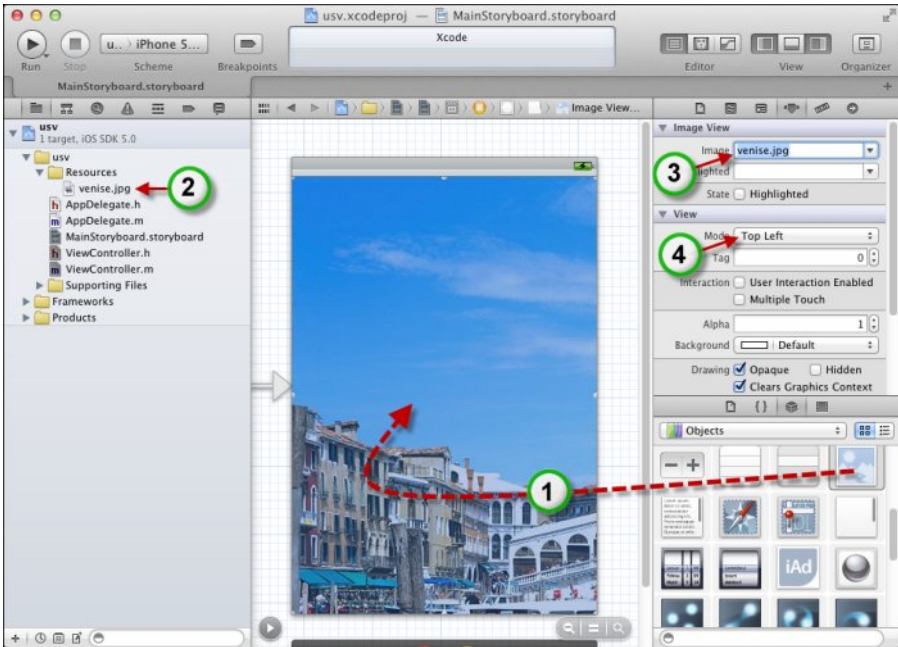 usv.xcodeproj — MainStoryboard.storyboard
Xcode
u.. iPhone 5...
Run Stop Scheme Breakpoints Editor View Organizer
MainStoryboard.storyboard
Image View...
usv
1 target, iOS SDK 5.0
usv
Resources
venise.jpg
2
h AppDelegate.h
m AppDelegate.m
MainStoryboard.storyboard
h ViewController.h
m ViewController.m
Supporting Files
Frameworks
Products
1
Image View
Image venise.jpg
3
State Highlighted
View
Mode Top Left
4
Tag 0
Interaction User Interaction Enabled
Multiple Touch
Alpha 1
Background Default
Drawing Opaque Hidden
Clears Graphics Context
Objects
iAd